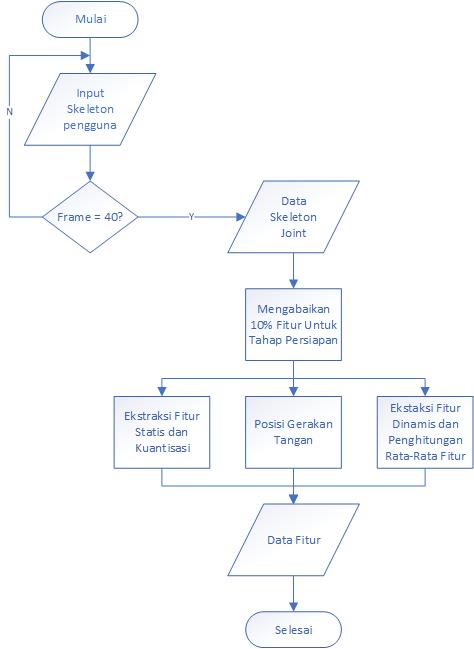 Mulai
Input
Skeleton
pengguna
N
Frame = 40?
Y
Data
Skeleton
Joint
Mengabaikan
10% Fitur Untuk
Tahap Persiapan
Ekstraksi Fitur
Statis dan
Kuantisasi
Posisi Gerakan
Tangan
Ekstaksi Fitur
Dinamis dan
Penghitungan
Rata-Rata Fitur
Data Fitur
Selesai